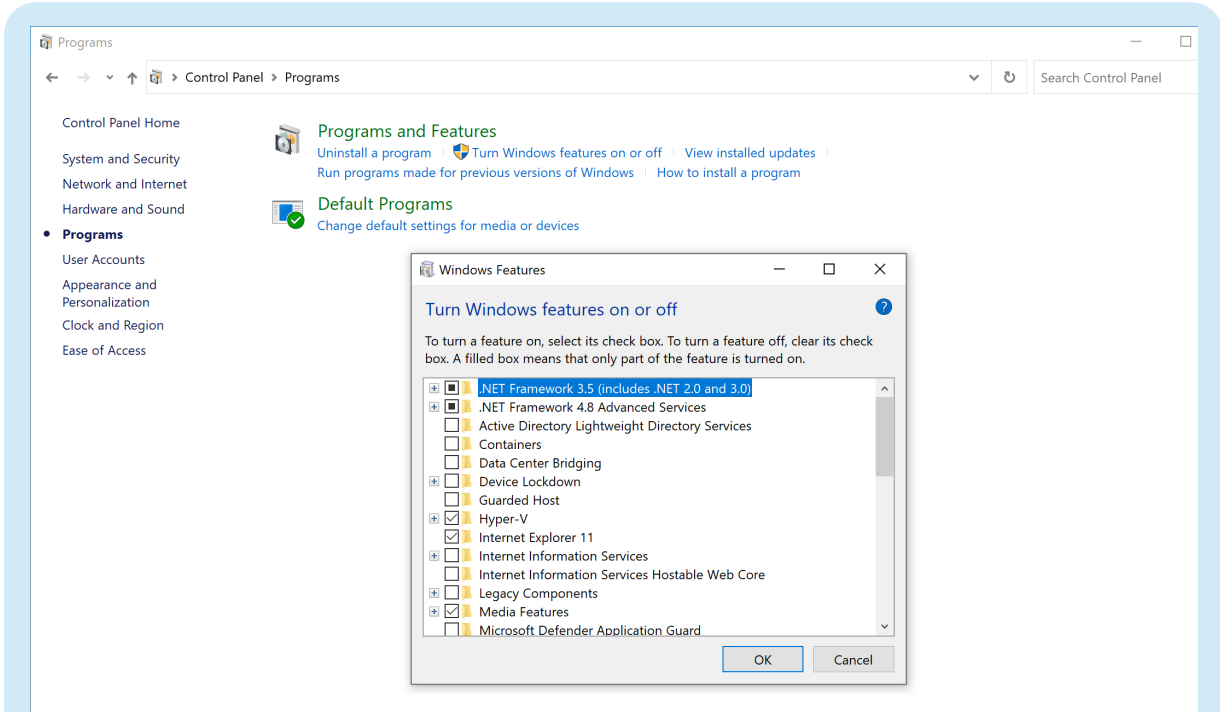 Programs
Control Panel > Programs
Search Control Panel
Control Panel Home
System and Security
Network and Internet
Hardware and Sound
Programs
User Accounts
Appearance and
Personalization
Clock and Region
Ease of Access
Programs and Features
Uninstall a program
Turn Windows features on or off
View installed updates
Run programs made for previous versions of Windows
How to install a program
Default Programs
Change default settings for media or devices
Windows Features
Turn Windows features on or off
?
To turn a feature on, select its check box. To turn a feature off, clear its check
box. A filled box means that only part of the feature is turned on.
.NET Framework 3.5 (includes .NET 2.0 and 3.0)
.NET Framework 4.8 Advanced Services
Active Directory Lightweight Directory Services
Containers
Data Center Bridging
Device Lockdown
Guarded Host
Hyper-V
Internet Explorer 11
Internet Information Services
Internet Information Services Hostable Web Core
Legacy Components
Media Features
Microsoft Defender Application Guard
OK
Cancel